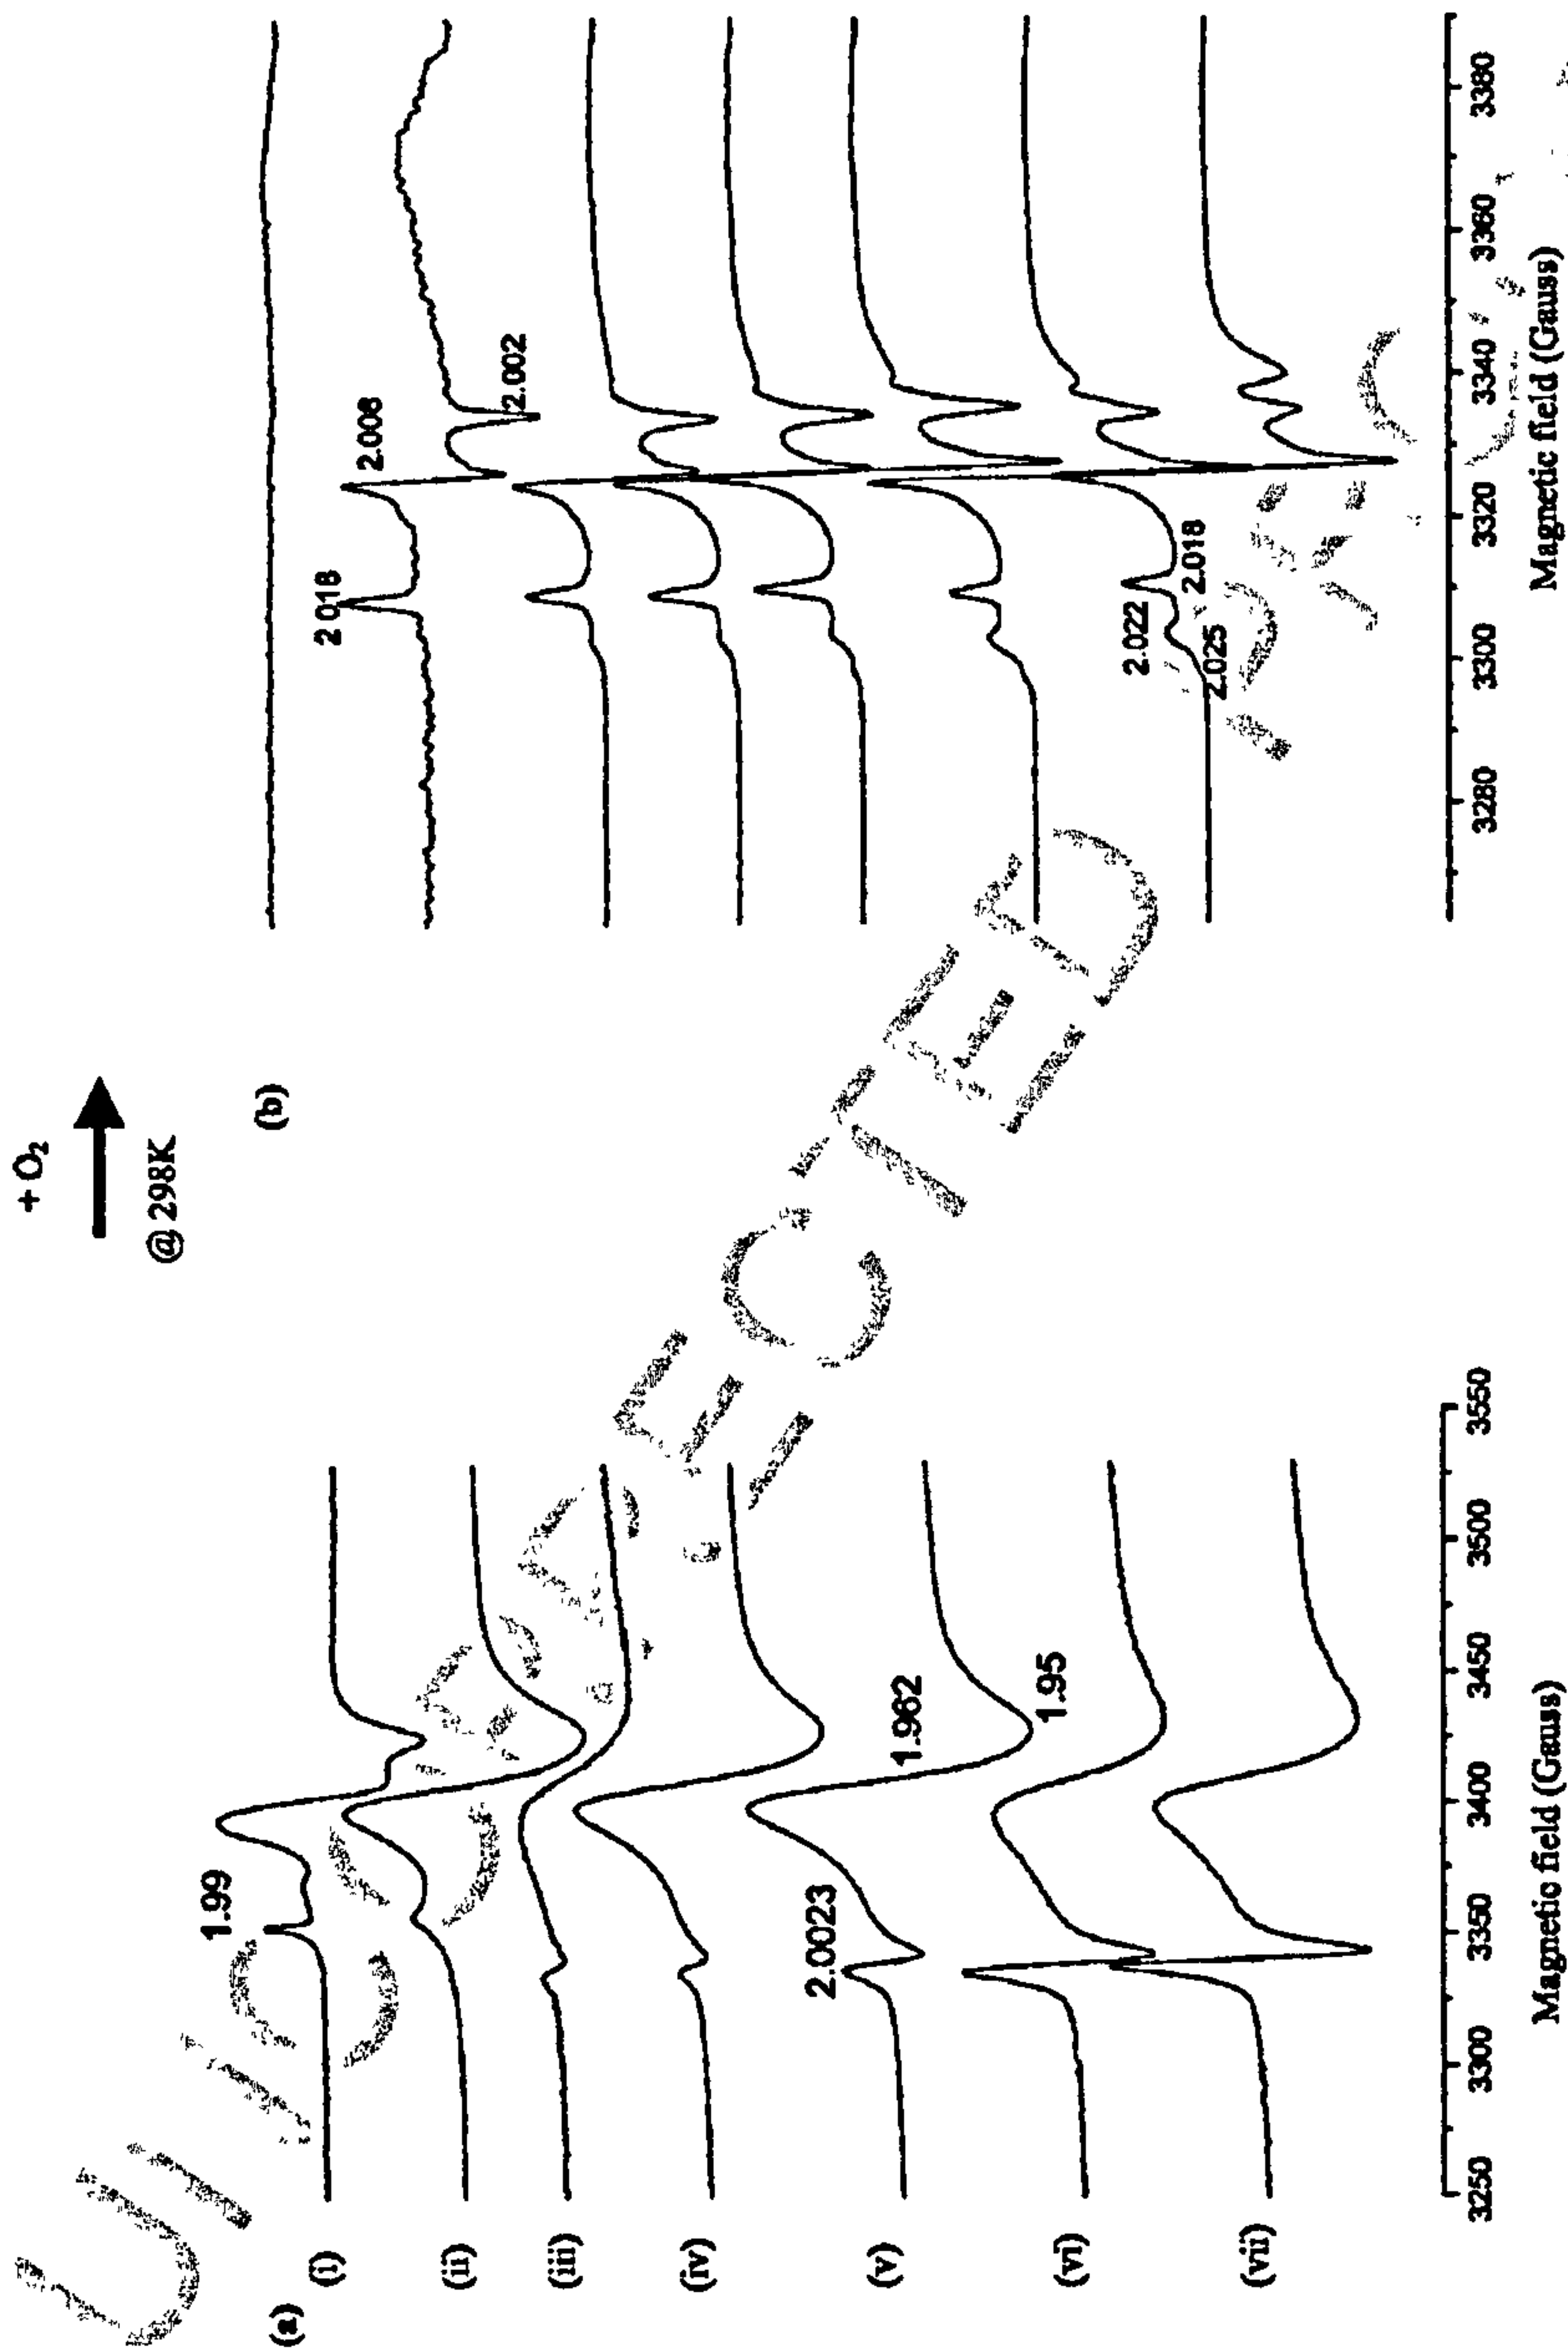 + O₂
@ 298K
(a)
(i)
(ii)
(iii)
(iv)
(v)
(vi)
(vii)
1.99
2.0023
1.962
1.95
3250 3300 3350 3400 3450 3500 3550
Magnetic field (Gauss)
(b)
2 018
2.008
2.002
2.022
2.018
2.025
3280 3300 3320 3340 3360 3380
Magnetic field (Gauss)